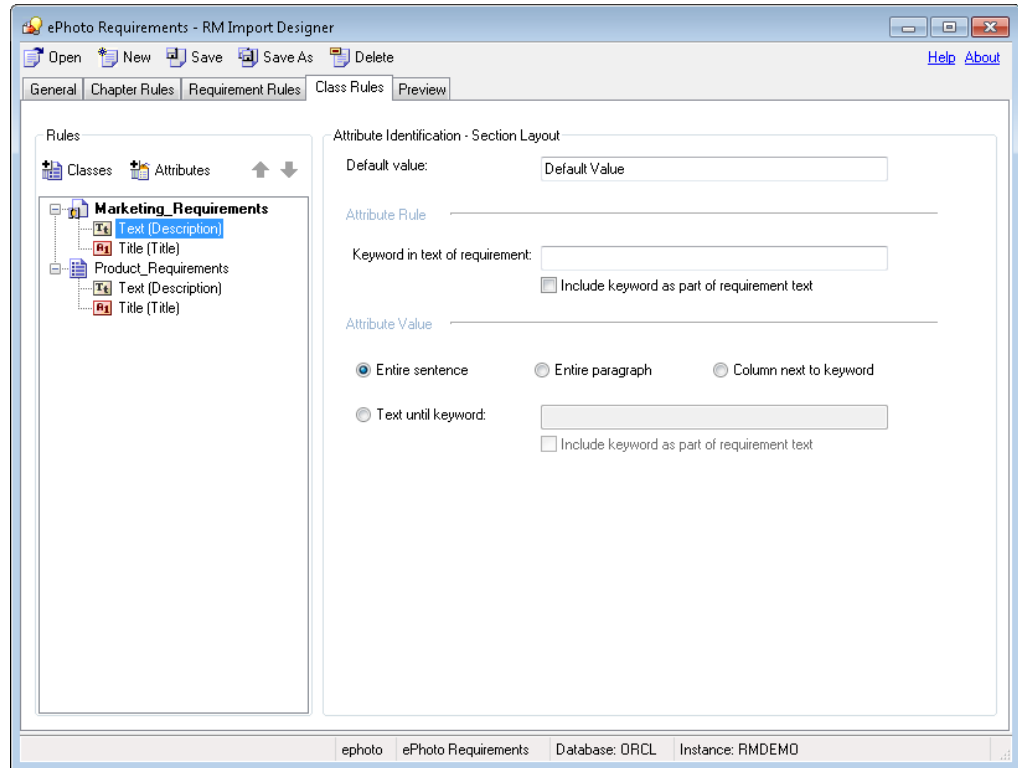 ePhoto Requirements - RM Import Designer
Open New Save Save As Delete Help About
General Chapter Rules Requirement Rules Class Rules Preview
Rules
Classes Attributes
Marketing_Requirements
Text (Description)
Title (Title)
Product_Requirements
Text (Description)
Title (Title)
Attribute Identification - Section Layout
Default value: Default Value
Attribute Rule
Keyword in text of requirement:
Include keyword as part of requirement text
Attribute Value
Entire sentence Entire paragraph Column next to keyword
Text until keyword:
Include keyword as part of requirement text
ephoto ePhoto Requirements Database: ORCL Instance: RMDEMO